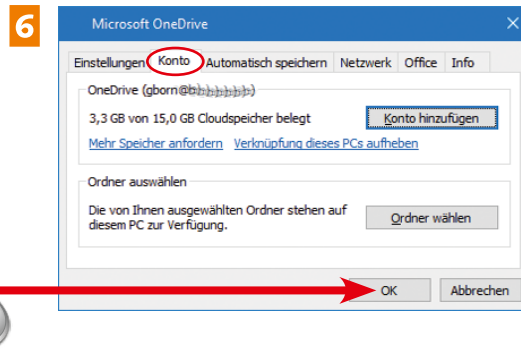 6
Microsoft OneDrive
Einstellungen Konto Automatisch speichern Netzwerk Office Info
OneDrive (gborn@
3,3 GB von 15,0 GB Cloudspeicher belegt
Konto hinzufügen
Mehr Speicher anfordern Verknüpfung dieses PCs aufheben
Ordner auswählen
Die von Ihnen ausgewählten Ordner stehen auf
diesem PC zur Verfügung.
Ordner wählen
OK Abbrechen